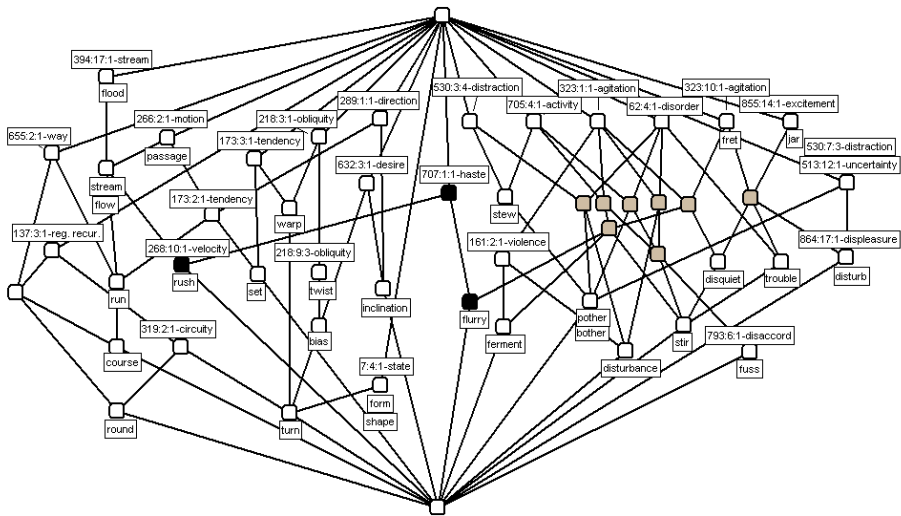 394:17:1-stream
flood
530:3:4-distraction
323:1:1-agitation
323:10:1-agitation
289:1:1-direction
705:4:1-activity
62:4:1-disorder
855:14:1-excitement
266:2:1-motion
218:3:1-obliquity
655:2:1-way
173:3:1-tendency
passage
fret
jar
530:7:3-distraction
513:12:1-uncertainty
632:3:1-desire
707:1:1-haste
stream
flow
173:2:1-tendency
warp
stew
137:3:1-reg. recur.
268:10:1-velocity
218:9:3-obliquity
161:2:1-violence
864:17:1-displeasure
rush
set
twist
disquiet
trouble
disturb
run
inclination
flurry
pother
bother
319:2:1-circuity
bias
ferment
stir
793:6:1-disaccord
course
7:4:1-state
disturbance
fuss
form
shape
round
turn